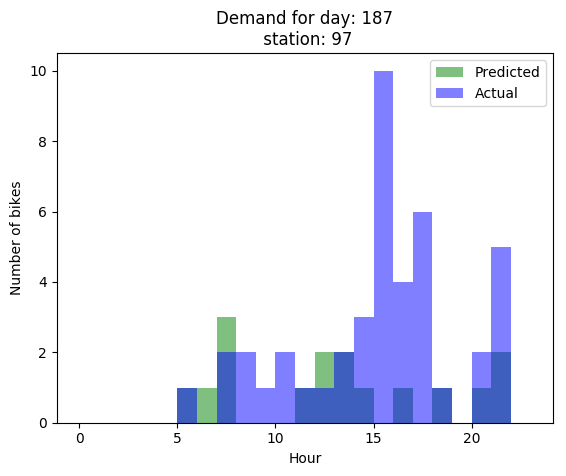 Demand for day: 187
station: 97
Predicted
Actual
10
8
6
4
2
0
Number of bikes
0 5 10 15 20
Hour